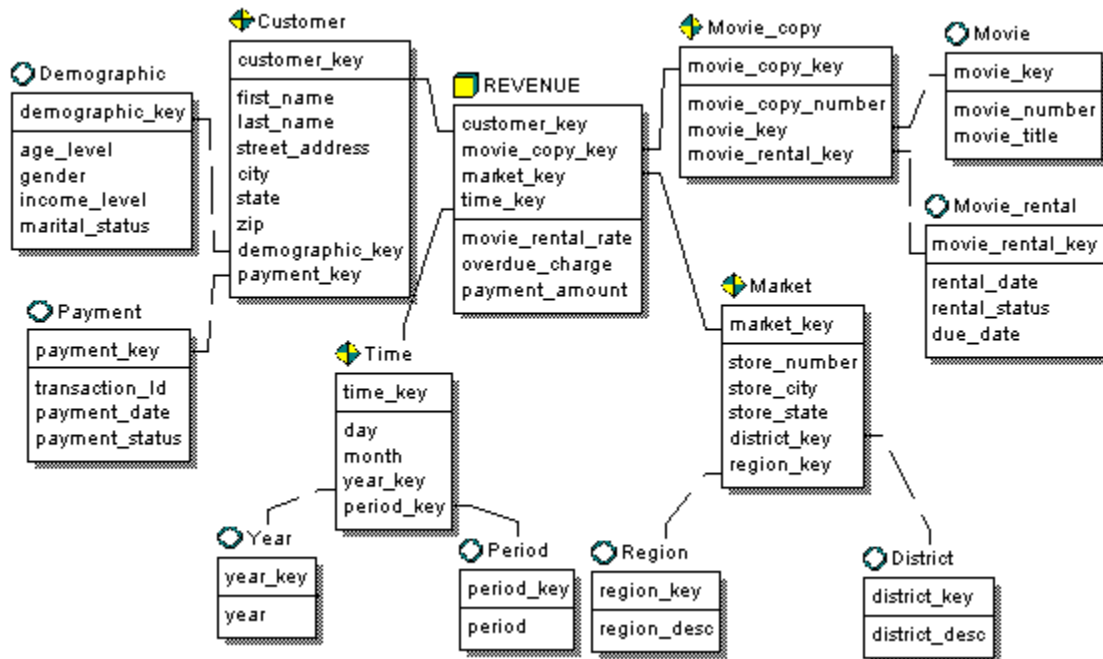 Customer
customer_key
first_name
last_name
street_address
city
state
zip
demographic_key
payment_key
Demographic
demographic_key
age_level
gender
income_level
marital_status
Payment
payment_key
transaction_Id
payment_date
payment_status
REVENUE
customer_key
movie_copy_key
market_key
time_key
movie_rental_rate
overdue_charge
payment_amount
Movie_copy
movie_copy_key
movie_copy_number
movie_key
movie_rental_key
Movie
movie_key
movie_number
movie_title
Movie_rental
movie_rental_key
rental_date
rental_status
due_date
Market
market_key
store_number
store_city
store_state
district_key
region_key
Time
time_key
day
month
year_key
period_key
Year
year_key
year
Period
period_key
period
Region
region_key
region_desc
District
district_key
district_desc